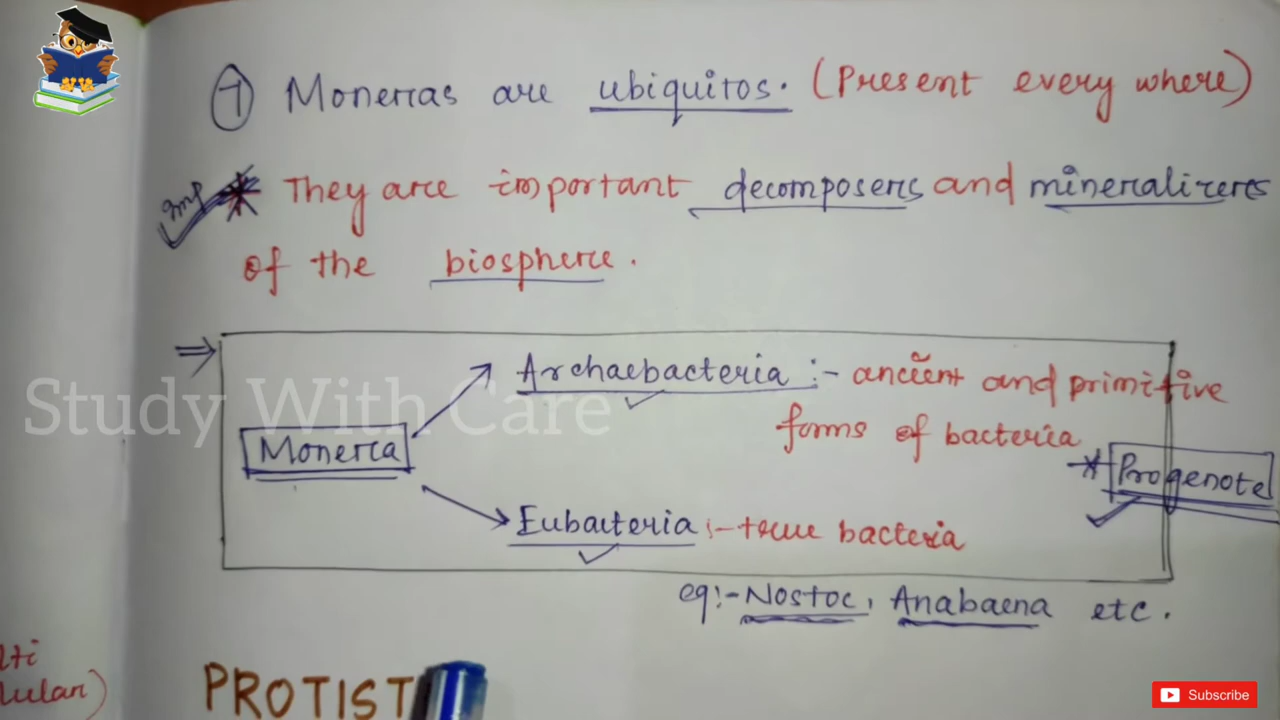 7 Moneras are ubiquitos. (Present every where)
Imp * They are important decomposers and mineralizers
of the biosphere.
⇒ Archaebacteria :- ancient and primitive
forms of bacteria
Study With Care
Monera
* Progenote
Eubacteria :- true bacteria
eg:- Nostoc, Anabaena etc.
PROTIST
Subscribe